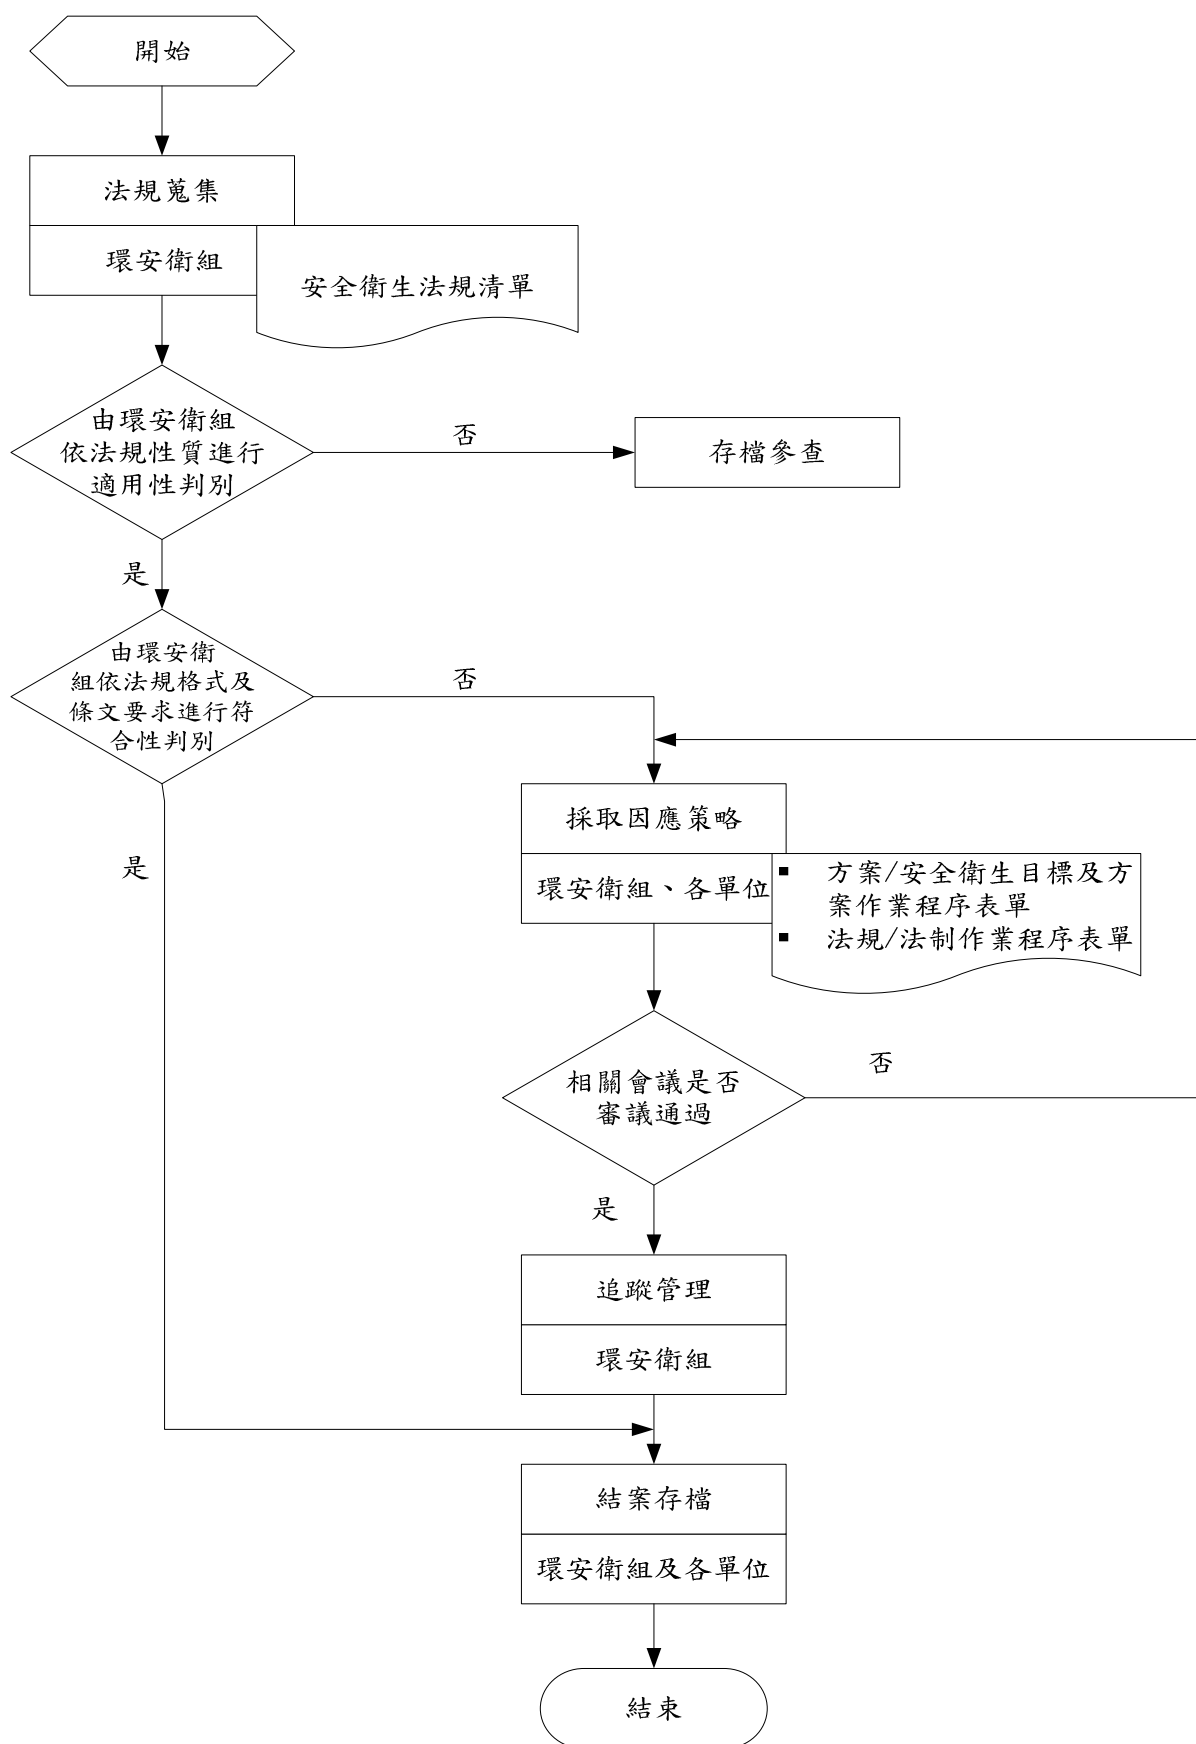 開始
法規蒐集
環安衛組
安全衛生法規清單
由環安衛組
依法規性質進行
適用性判別
否
存檔參查
是
由環安衛
組依法規格式及
條文要求進行符
合性判別
否
是
採取因應策略
環安衛組、各單位
▪ 方案/安全衛生目標及方
案作業程序表單
▪ 法規/法制作業程序表單
相關會議是否
審議通過
否
是
追蹤管理
環安衛組
結案存檔
環安衛組及各單位
結束